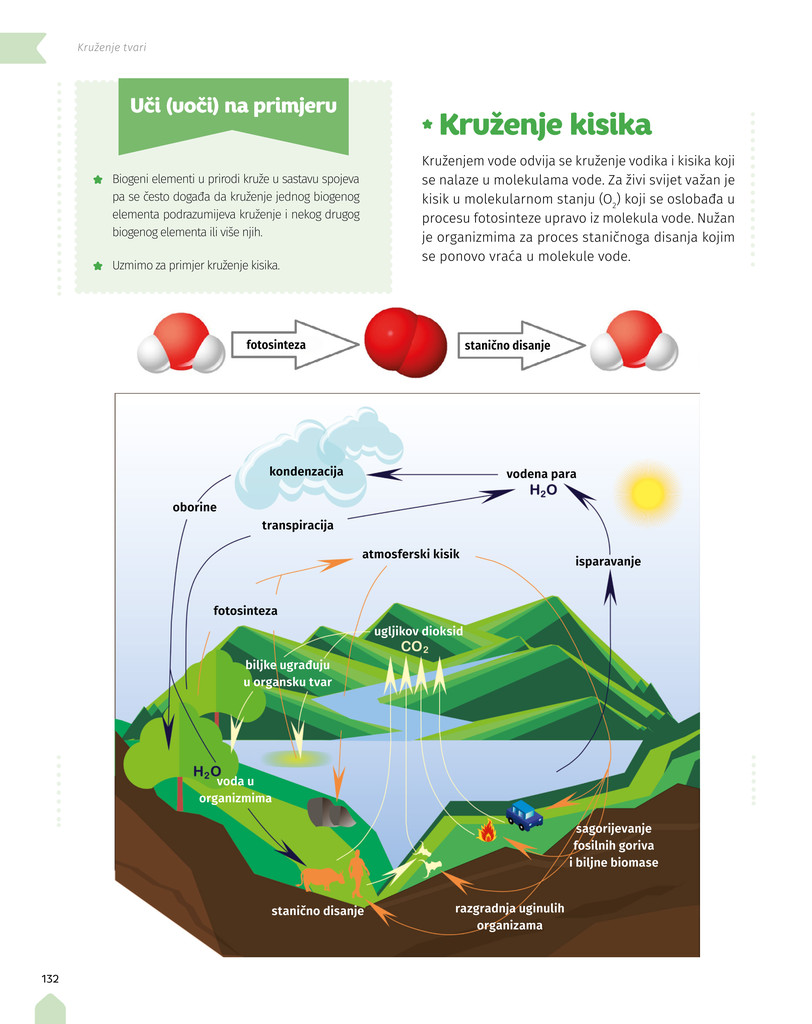 Kruženje tvari
Uči (uoči) na primjeru
Biogeni elementi u prirodi kruže u sastavu spojeva
pa se često događa da kruženje jednog biogenog
elementa podrazumijeva kruženje i nekog drugog
biogenog elementa ili više njih.
Uzmimo za primjer kruženje kisika.
Kruženje kisika
Kruženjem vode odvija se kruženje vodika i kisika koji
se nalaze u molekulama vode. Za živi svijet važan je
kisik u molekularnom stanju (O₂) koji se oslobađa u
procesu fotosinteze upravo iz molekula vode. Nužan
je organizmima za proces staničnoga disanja kojim
se ponovo vraća u molekule vode.
fotosinteza
stanično disanje
kondenzacija
vodena para
H₂O
oborine
transpiracija
atmosferski kisik
isparavanje
fotosinteza
ugljikov dioksid
CO₂
biljke ugrađuju
u organsku tvar
H₂O
voda u
organizmima
sagorijevanje
fosilnih goriva
i biljne biomase
stanično disanje
razgradnja uginulih
organizama
132